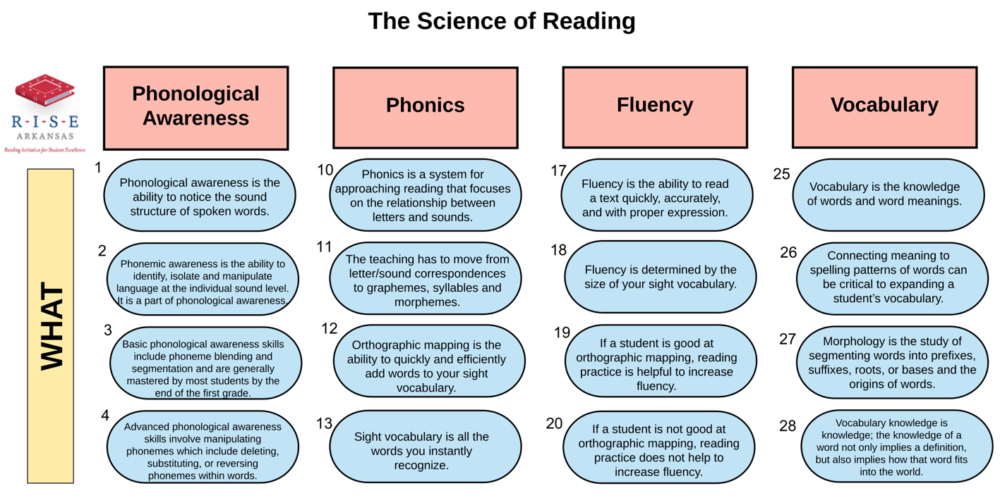 The Science of Reading
R-I-S-E
ARKANSAS
Reading Initiative for Student Excellence
WHAT
Phonological
Awareness
1
Phonological awareness is the
ability to notice the sound
structure of spoken words.
2
Phonemic awareness is the ability to
identify, isolate and manipulate
language at the individual sound level.
It is a part of phonological awareness.
3
Basic phonological awareness skills
include phoneme blending and
segmentation and are generally
mastered by most students by the
end of the first grade.
4
Advanced phonological awareness
skills involve manipulating
phonemes which include deleting,
substituting, or reversing
phonemes within words.
Phonics
10
Phonics is a system for
approaching reading that focuses
on the relationship between
letters and sounds.
11
The teaching has to move from
letter/sound correspondences
to graphemes, syllables and
morphemes.
12
Orthographic mapping is the
ability to quickly and efficiently
add words to your sight
vocabulary.
13
Sight vocabulary is all the
words you instantly
recognize.
Fluency
17
Fluency is the ability to read
a text quickly, accurately,
and with proper expression.
18
Fluency is determined by the
size of your sight vocabulary.
19
If a student is good at
orthographic mapping, reading
practice is helpful to increase
fluency.
20
If a student is not good at
orthographic mapping, reading
practice does not help to
increase fluency.
Vocabulary
25
Vocabulary is the knowledge
of words and word meanings.
26
Connecting meaning to
spelling patterns of words can
be critical to expanding a
student’s vocabulary.
27
Morphology is the study of
segmenting words into prefixes,
suffixes, roots, or bases and the
origins of words.
28
Vocabulary knowledge is
knowledge; the knowledge of a
word not only implies a definition,
but also implies how that word fits
into the world.